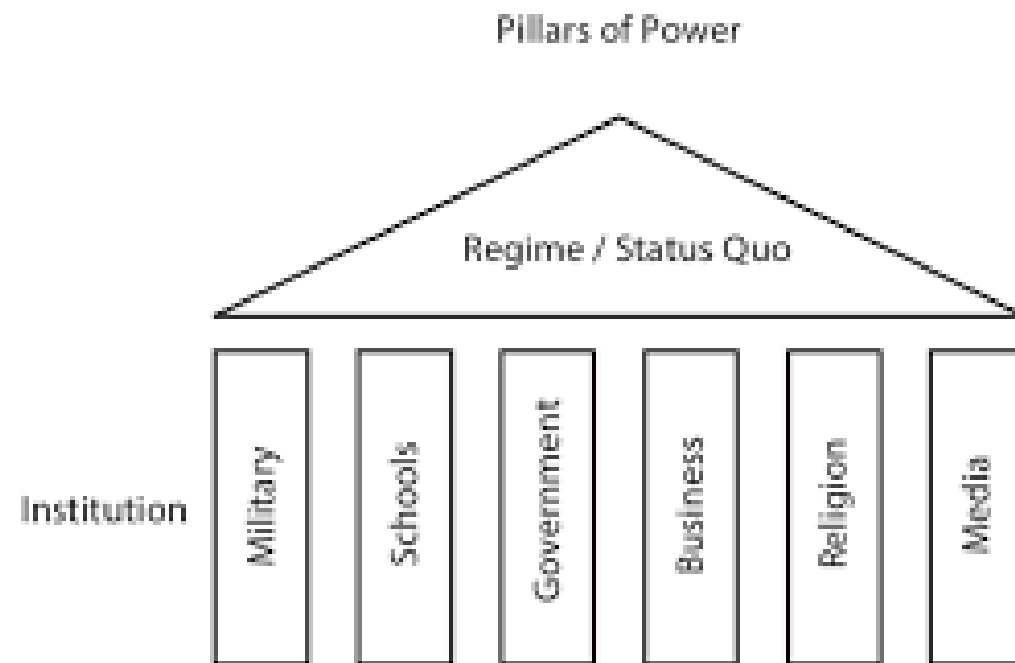 Pillars of Power
Regime / Status Quo
Institution
Military
Schools
Government
Business
Religion
Media